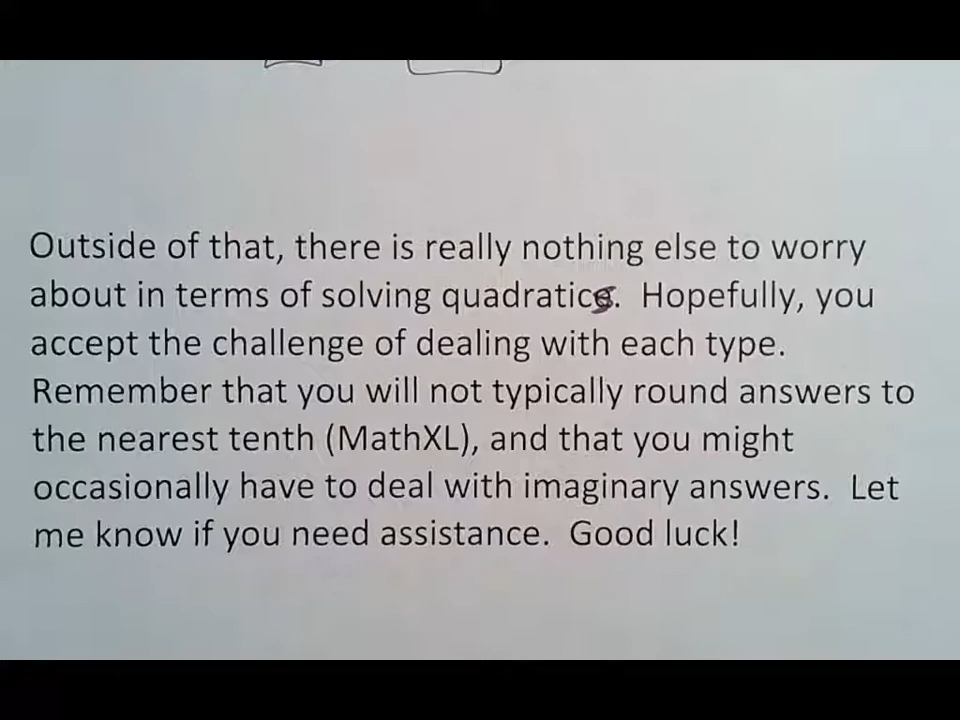 Outside of that, there is really nothing else to worry
about in terms of solving quadratics. Hopefully, you
accept the challenge of dealing with each type.
Remember that you will not typically round answers to
the nearest tenth (MathXL), and that you might
occasionally have to deal with imaginary answers. Let
me know if you need assistance. Good luck!